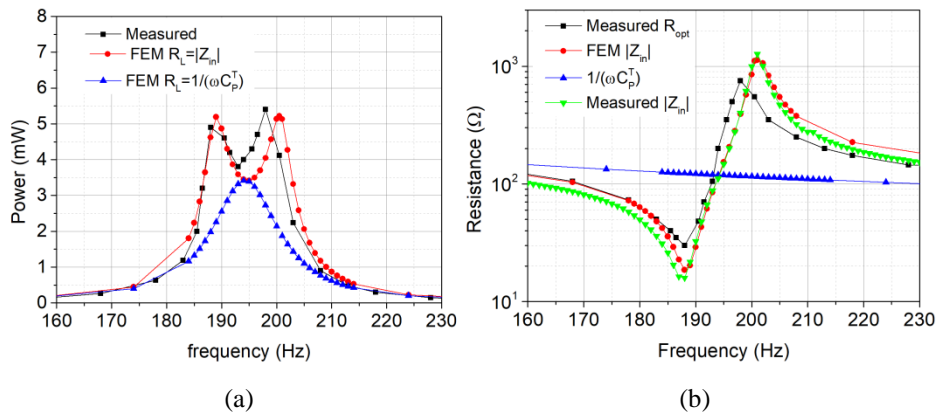 (a)
Power (mW)
8
7
6
5
4
3
2
1
0
Measured
FEM R_L=|Z_in|
FEM R_L=1/(ωC_P^T)
160 170 180 190 200 210 220 230
frequency (Hz)
(b)
Resistance (Ω)
10^3
10^2
10^1
Measured R_opt
FEM |Z_in|
1/(ωC_P^T)
Measured |Z_in|
160 170 180 190 200 210 220 230
Frequency (Hz)
(a) (b)